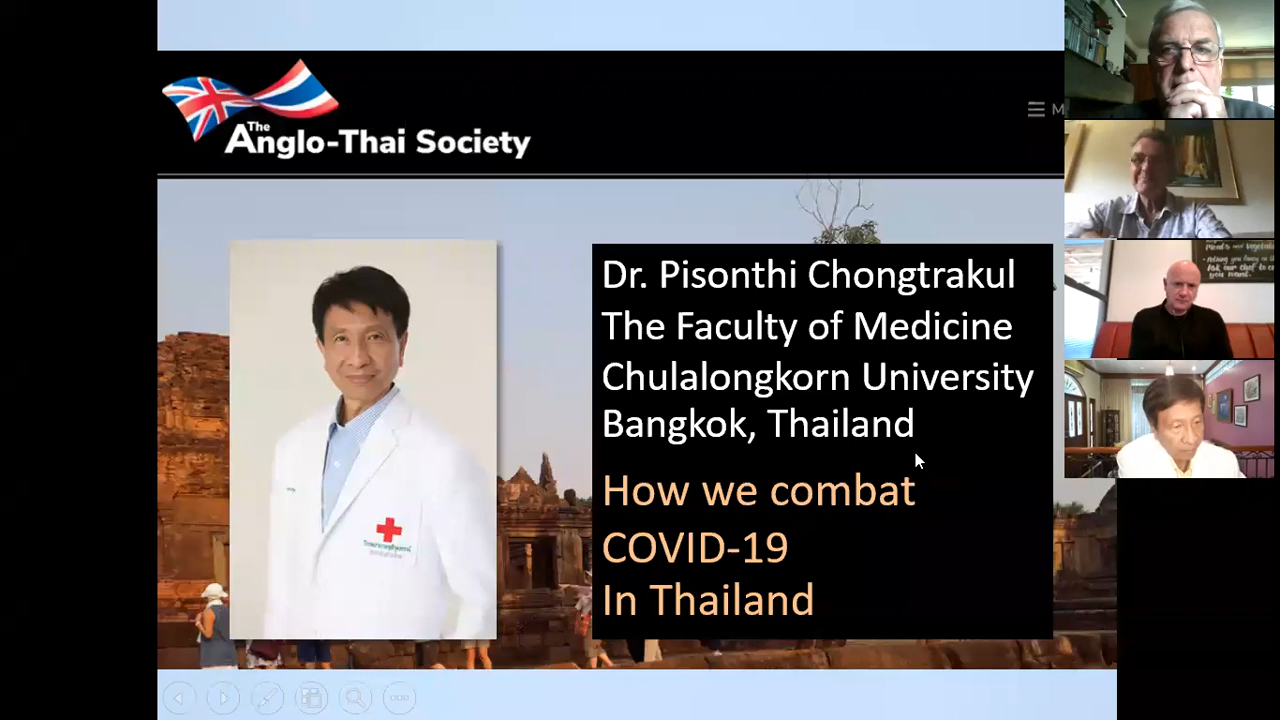 The
Anglo-Thai Society
M
Dr. Pisonthi Chongtrakul
The Faculty of Medicine
Chulalongkorn University
Bangkok, Thailand
How we combat
COVID-19
In Thailand